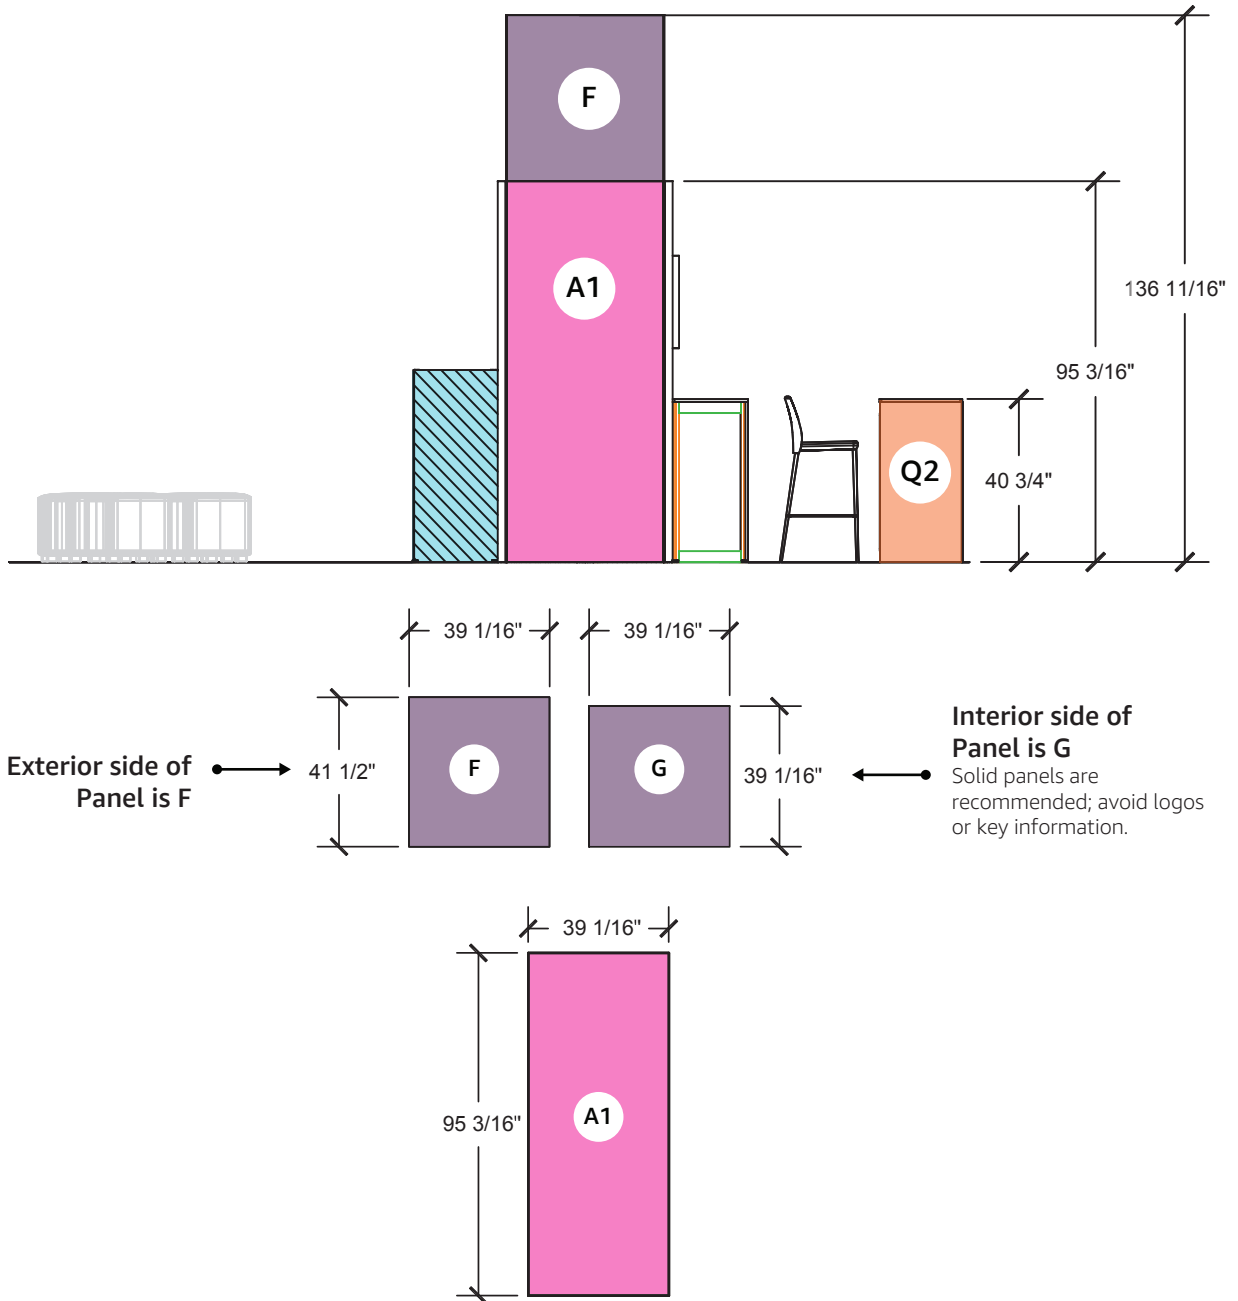 F
A1
136 11/16"
95 3/16"
Q2
40 3/4"
39 1/16"
39 1/16"
Exterior side of
Panel is F
41 1/2"
F
G
39 1/16"
Interior side of
Panel is G
Solid panels are
recommended; avoid logos
or key information.
39 1/16"
95 3/16"
A1